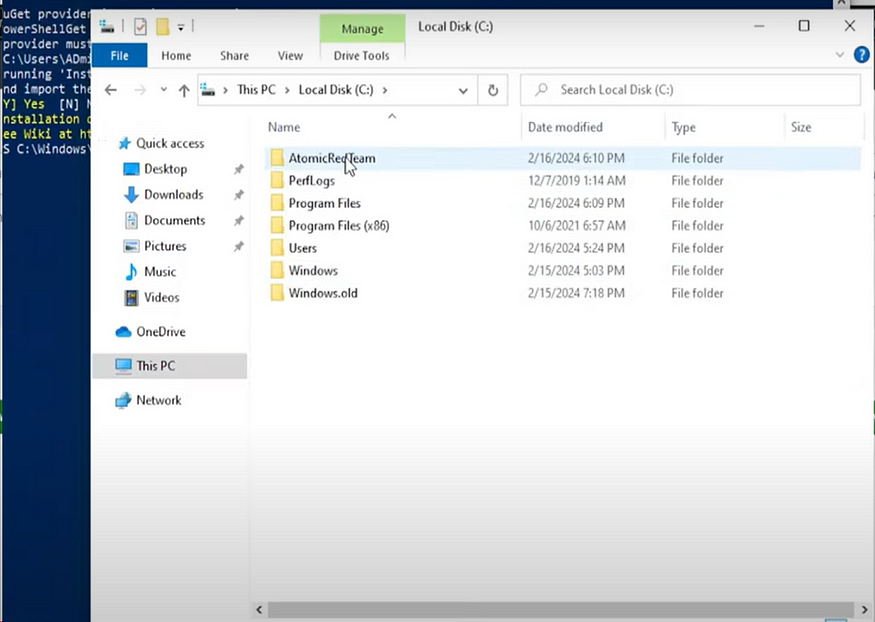 uGet provider
owerShellGet
provider must
C:\Users\ADmi
running 'Inst
nd import the
Y] Yes [N] N
nstallation
ee Wiki at ht
S C:\Windows\
Manage
Local Disk (C:)
File
Home
Share
View
Drive Tools
This PC > Local Disk (C:) >
Search Local Disk (C:)
Quick access
Desktop
Downloads
Documents
Pictures
Music
Videos
OneDrive
This PC
Network
Name Date modified Type Size
AtomicRedTeam 2/16/2024 6:10 PM File folder
PerfLogs 12/7/2019 1:14 AM File folder
Program Files 2/16/2024 6:09 PM File folder
Program Files (x86) 10/6/2021 6:57 AM File folder
Users 2/16/2024 5:24 PM File folder
Windows 2/15/2024 5:03 PM File folder
Windows.old 2/15/2024 7:18 PM File folder